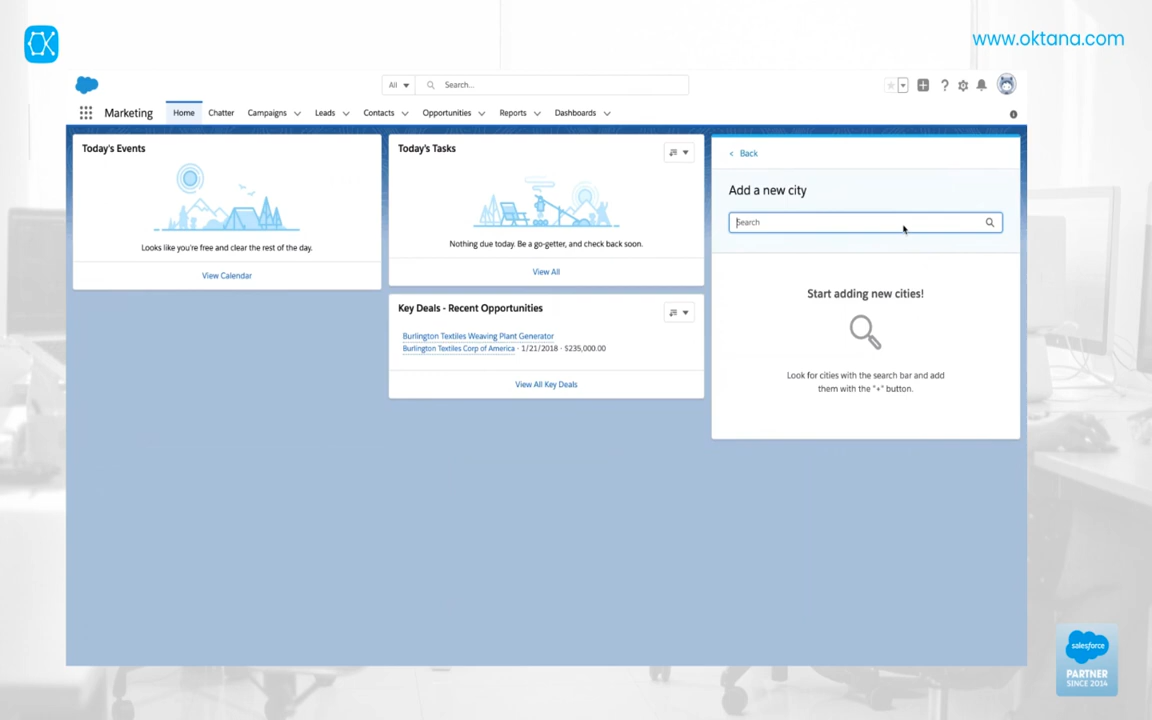 www.oktana.com
All
Search...
Marketing
Home
Chatter
Campaigns
Leads
Contacts
Opportunities
Reports
Dashboards
Today's Events
Looks like you're free and clear the rest of the day.
View Calendar
Today's Tasks
Nothing due today. Be a go-getter, and check back soon.
View All
Key Deals - Recent Opportunities
Burlington Textiles Weaving Plant Generator
Burlington Textiles Corp of America · 1/21/2018 · $235,000.00
View All Key Deals
< Back
Add a new city
Search
Start adding new cities!
Look for cities with the search bar and add
them with the "+" button.
salesforce
PARTNER
SINCE 2014